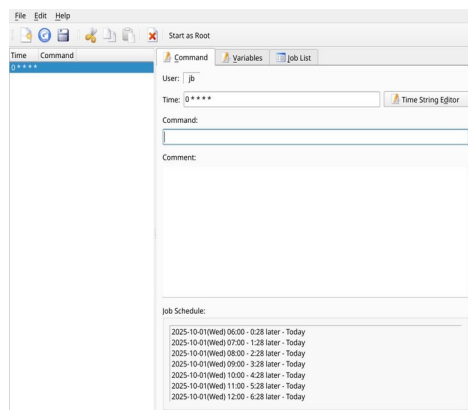 File Edit Help
Start as Root
Time Command
0 * * * *
Command Variables Job List
User: jb
Time: 0 * * * * Time String Editor
Command:
Comment:
Job Schedule:
2025-10-01(Wed) 06:00 - 0:28 later - Today
2025-10-01(Wed) 07:00 - 1:28 later - Today
2025-10-01(Wed) 08:00 - 2:28 later - Today
2025-10-01(Wed) 09:00 - 3:28 later - Today
2025-10-01(Wed) 10:00 - 4:28 later - Today
2025-10-01(Wed) 11:00 - 5:28 later - Today
2025-10-01(Wed) 12:00 - 6:28 later - Today